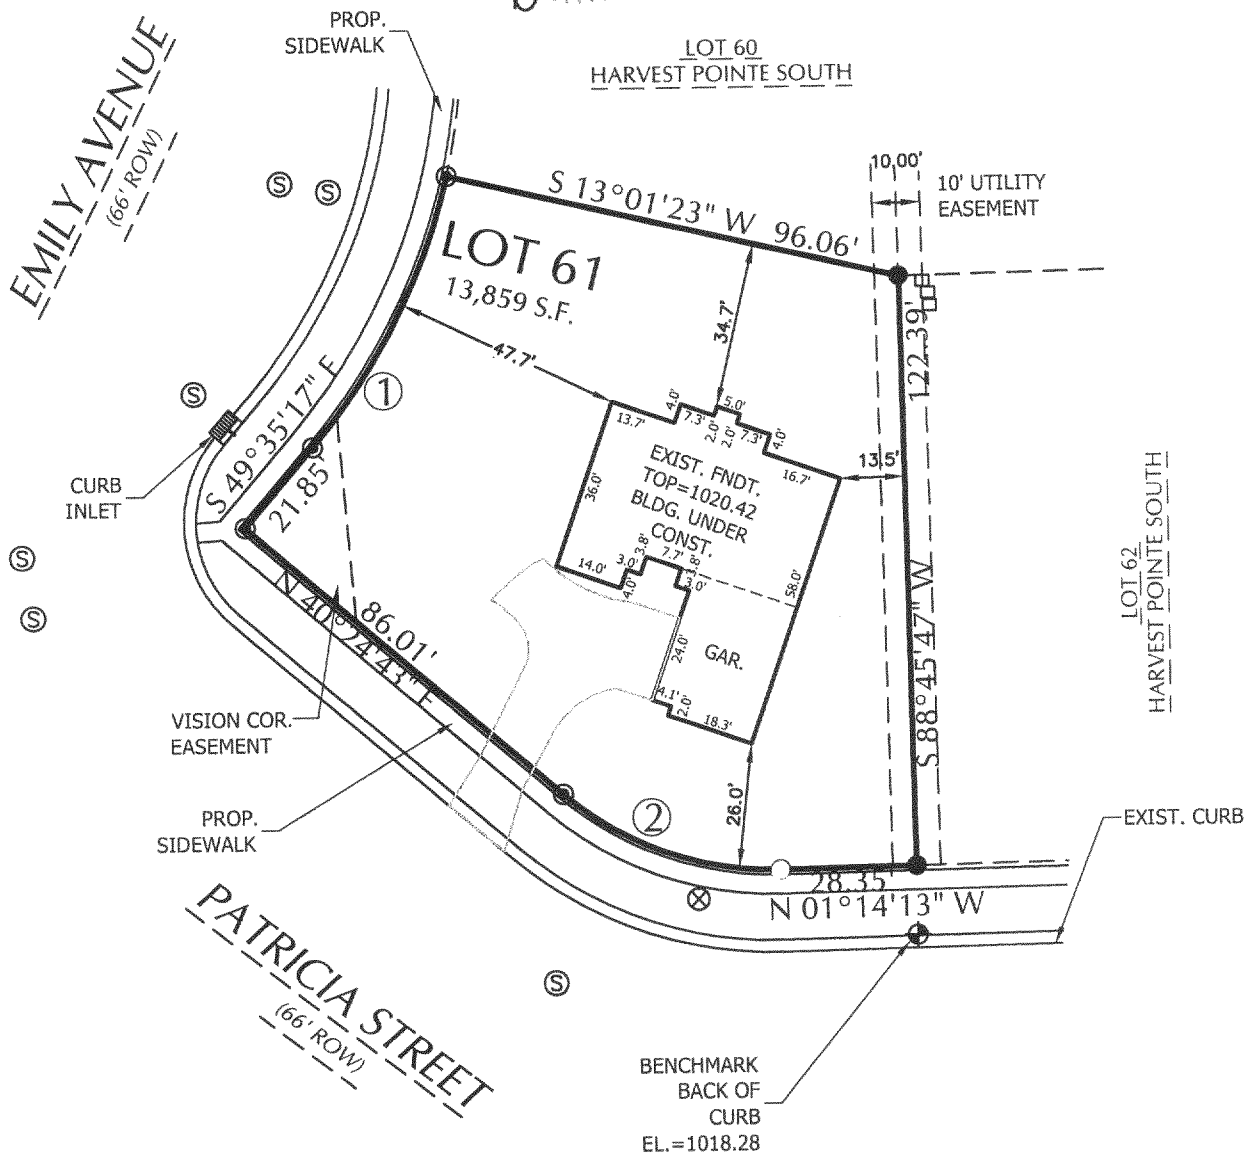 PROP.
SIDEWALK
LOT 60
HARVEST POINTE SOUTH
EMILY AVENUE
(66' ROW)
S
S
10.00'
10' UTILITY
EASEMENT
S 13°01'23" W 96.06'
LOT 61
13,859 S.F.
34.7'
122.39'
47.7'
1
S
S 49°35'17" E
21.85
CURB
INLET
13.7'
4.0'
7.3'
2.0'
5.0'
2.0'
7.3'
4.0'
16.7'
13.5'
36.0'
EXIST. FNDT.
TOP=1020.42
BLDG. UNDER
CONST.
14.0'
3.0'
4.0'
3.8'
7.7'
3.8'
3.0'
58.0'
24.0'
GAR.
4.1'
2.0'
18.3'
LOT 62
HARVEST POINTE SOUTH
S 88°45'47" W
S
S
86.01'
N 40°24'43" E
VISION COR.
EASEMENT
PROP.
SIDEWALK
2
26.0'
EXIST. CURB
28.35'
N 01°14'13" W
PATRICIA STREET
(66' ROW)
S
BENCHMARK
BACK OF
CURB
EL.=1018.28